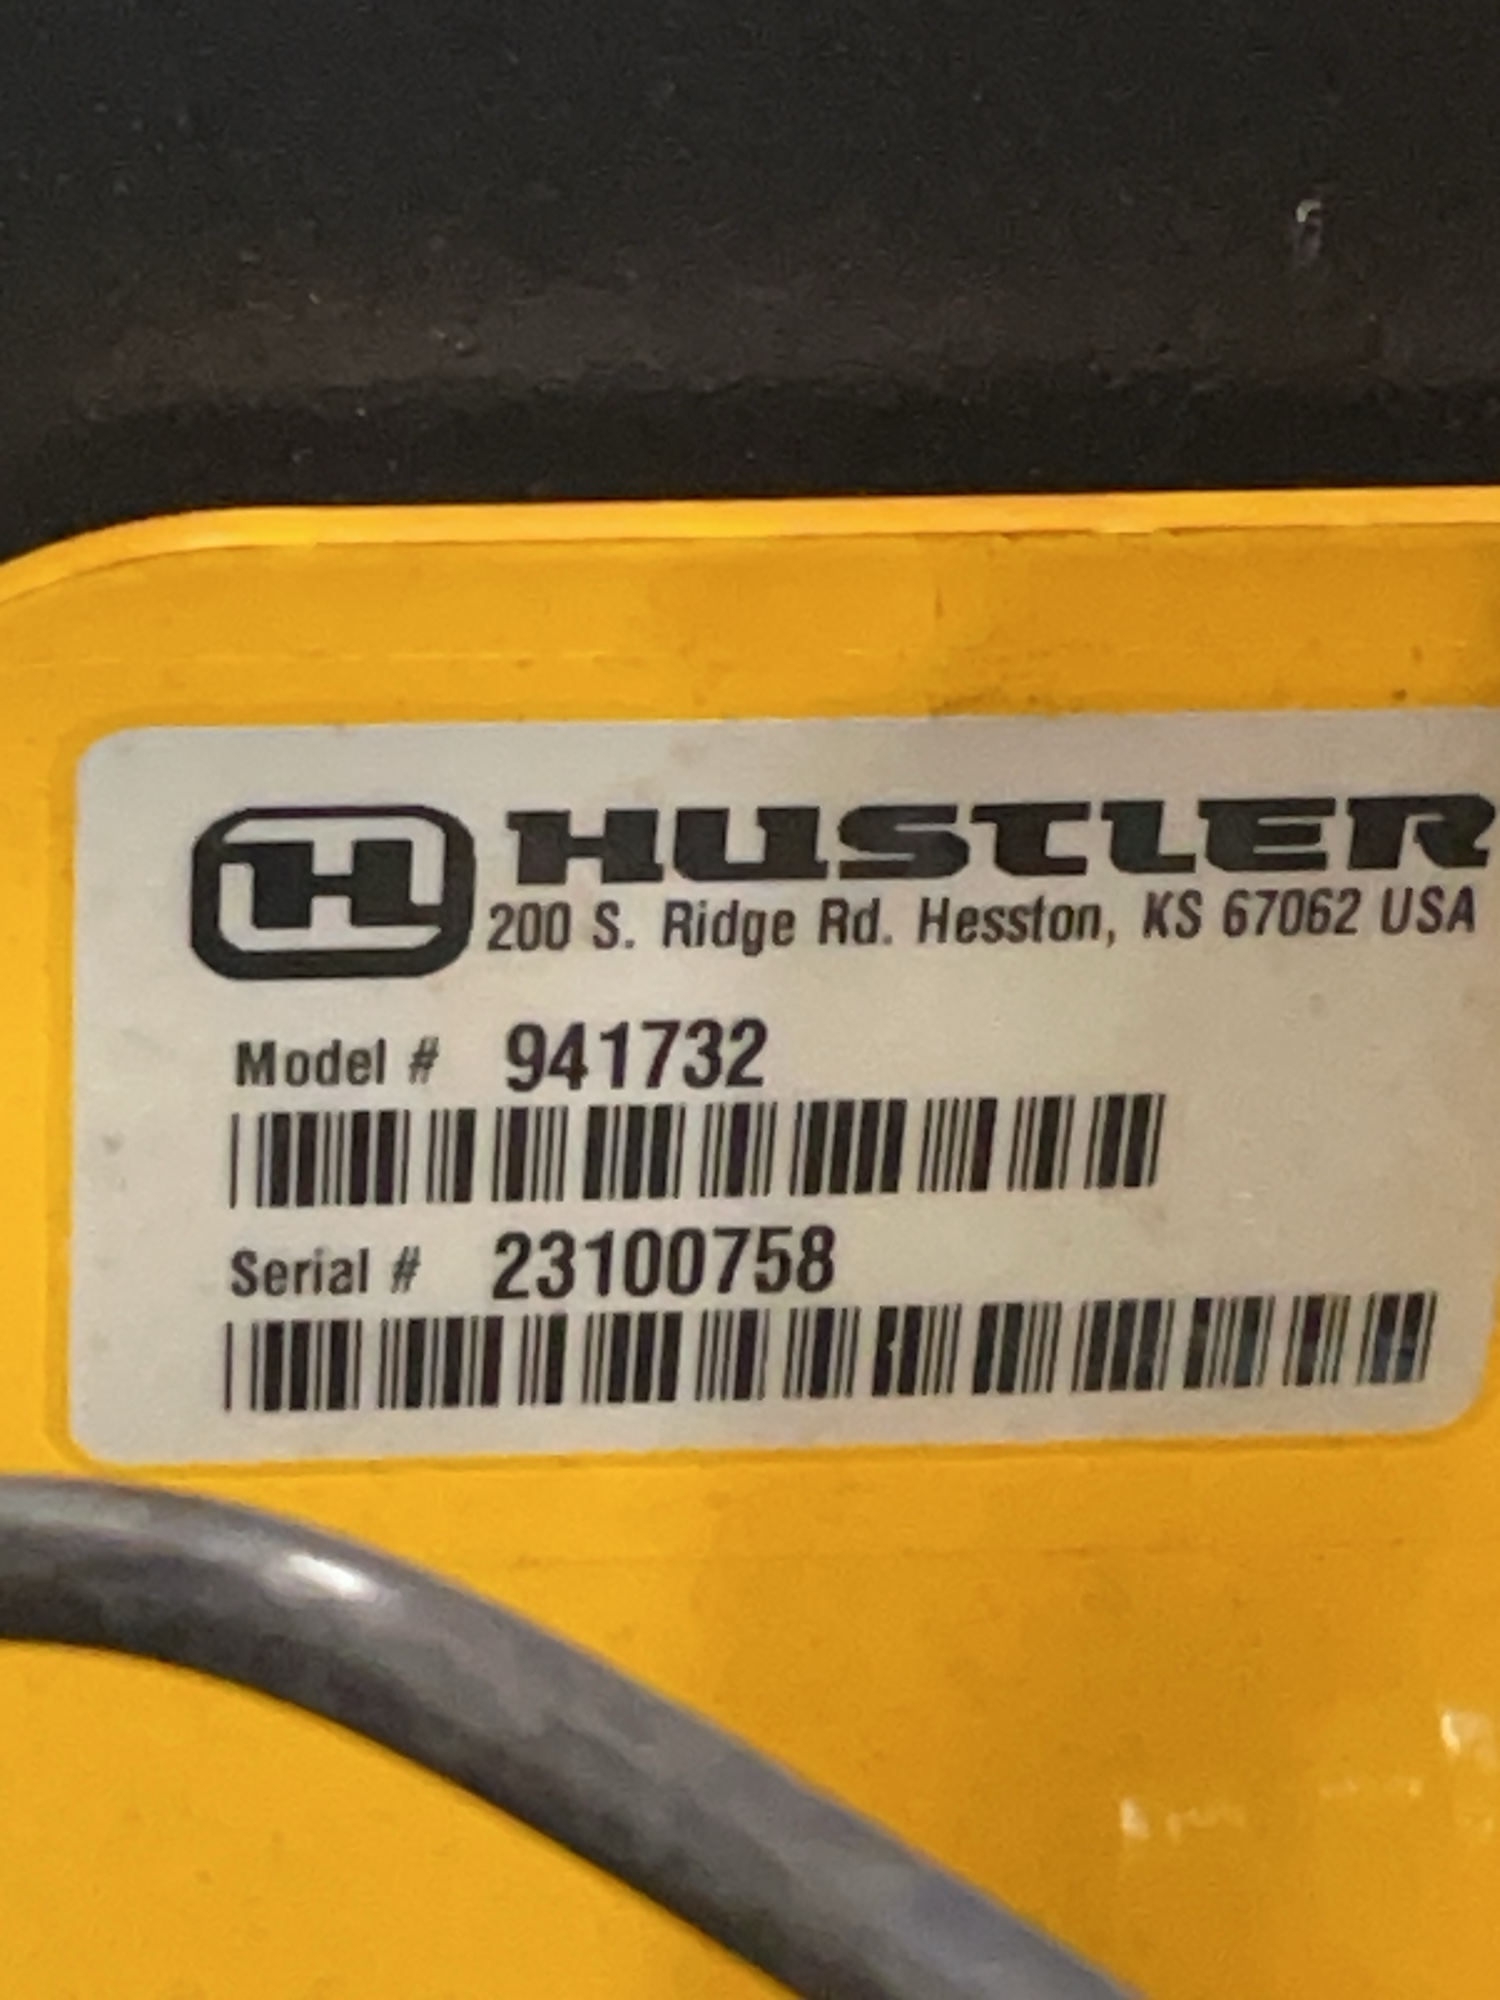 H HUSTLER
200 S. Ridge Rd. Hesston, KS 67062 USA
Model # 941732
Serial # 23100758